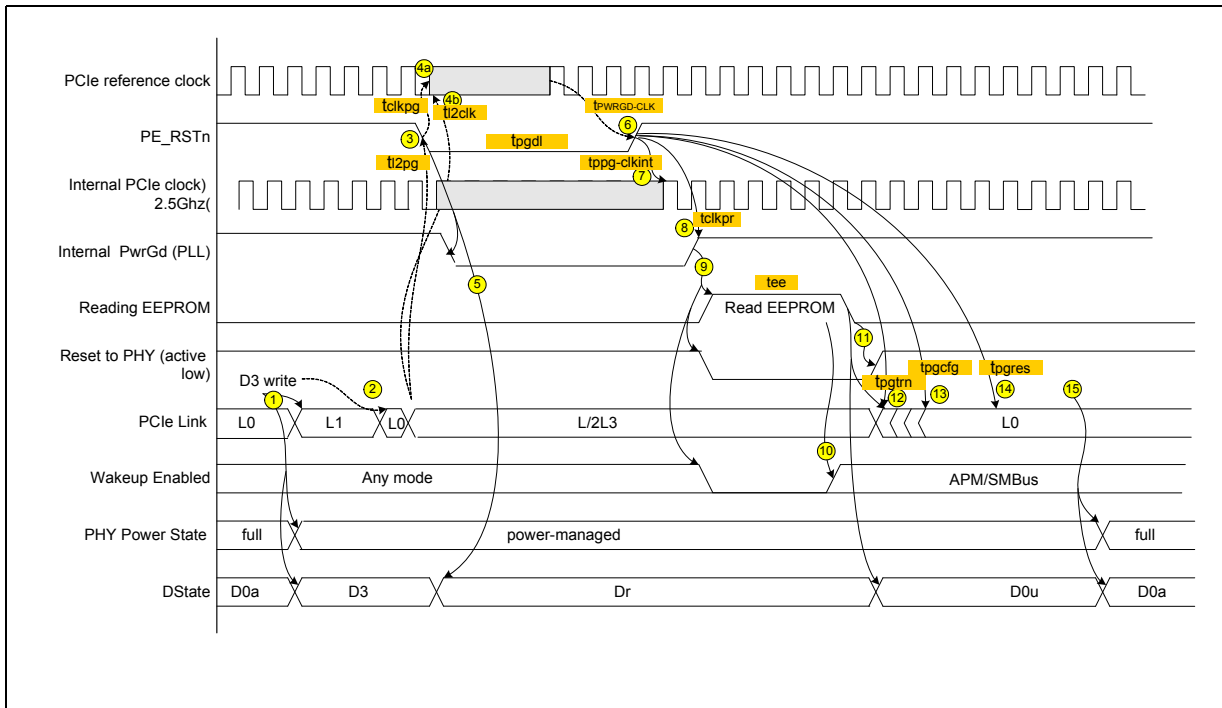 PCIe reference clock
4a
4b
tclkpg
tl2clk
tPWRGD-CLK
PE_RSTn
3
6
tpgdl
tl2pg
tppg-clkint
7
Internal PCIe clock)
2.5Ghz(
tclkpr
8
Internal PwrGd (PLL)
9
5
tee
Reading EEPROM
Read EEPROM
11
Reset to PHY (active
low)
D3 write
2
tpgtrn
tpgcfg
tpgres
1
12
13
14
15
PCIe Link
L0
L1
L0
L/2L3
L0
10
Wakeup Enabled
Any mode
APM/SMBus
PHY Power State
full
power-managed
full
DState
D0a
D3
Dr
D0u
D0a